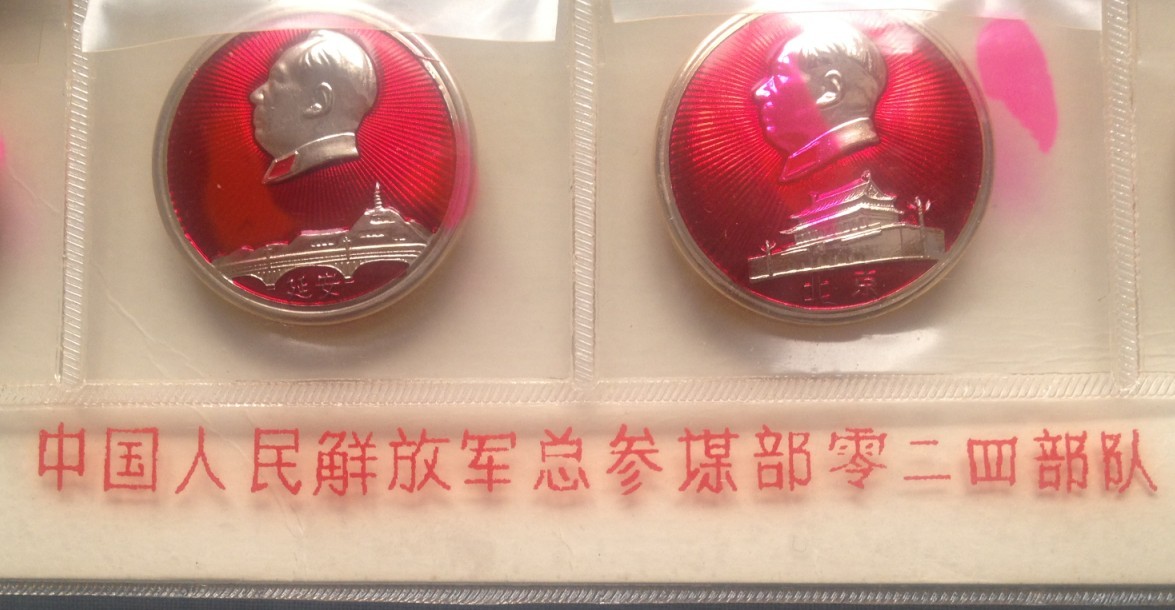 延安
北京
中国人民解放军总参谋部零二四部队